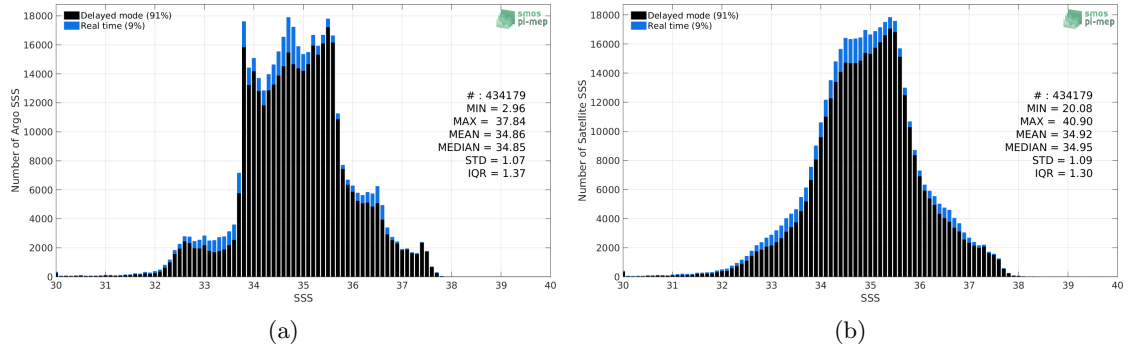 Delayed mode (91%)
Real time (9%)
smos
pi-mep
18000
16000
14000
12000
10000
8000
6000
4000
2000
0
Number of Argo SSS
# : 434179
MIN = 2.96
MAX = 37.84
MEAN = 34.86
MEDIAN = 34.85
STD = 1.07
IQR = 1.37
30 31 32 33 34 35 36 37 38 39 40
SSS
(a)
Delayed mode (91%)
Real time (9%)
smos
pi-mep
18000
16000
14000
12000
10000
8000
6000
4000
2000
0
Number of Satellite SSS
# : 434179
MIN = 20.08
MAX = 40.90
MEAN = 34.92
MEDIAN = 34.95
STD = 1.09
IQR = 1.30
30 31 32 33 34 35 36 37 38 39 40
SSS
(b)